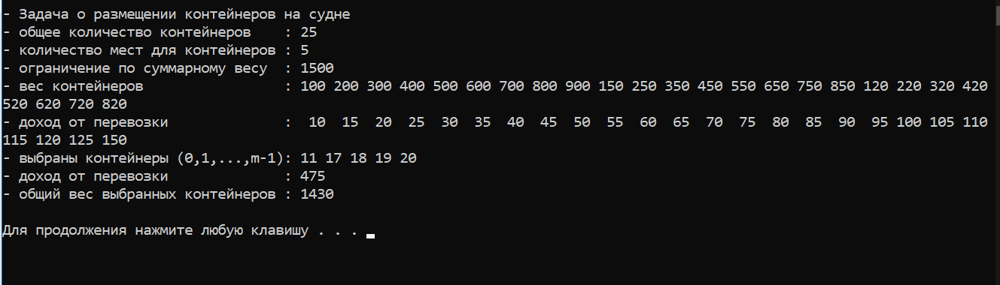 - Задача о размещении контейнеров на судне
- общее количество контейнеров    : 25
- количество мест для контейнеров : 5
- ограничение по суммарному весу  : 1500
- вес контейнеров                 : 100 200 300 400 500 600 700 800 900 150 250 350 450 550 650 750 850 120 220 320 420
520 620 720 820
- доход от перевозки              :  10  15  20  25  30  35  40  45  50  55  60  65  70  75  80  85  90  95 100 105 110
115 120 125 150
- выбраны контейнеры (0,1,...,m-1): 11 17 18 19 20
- доход от перевозки              : 475
- общий вес выбранных контейнеров : 1430
Для продолжения нажмите любую клавишу . . .